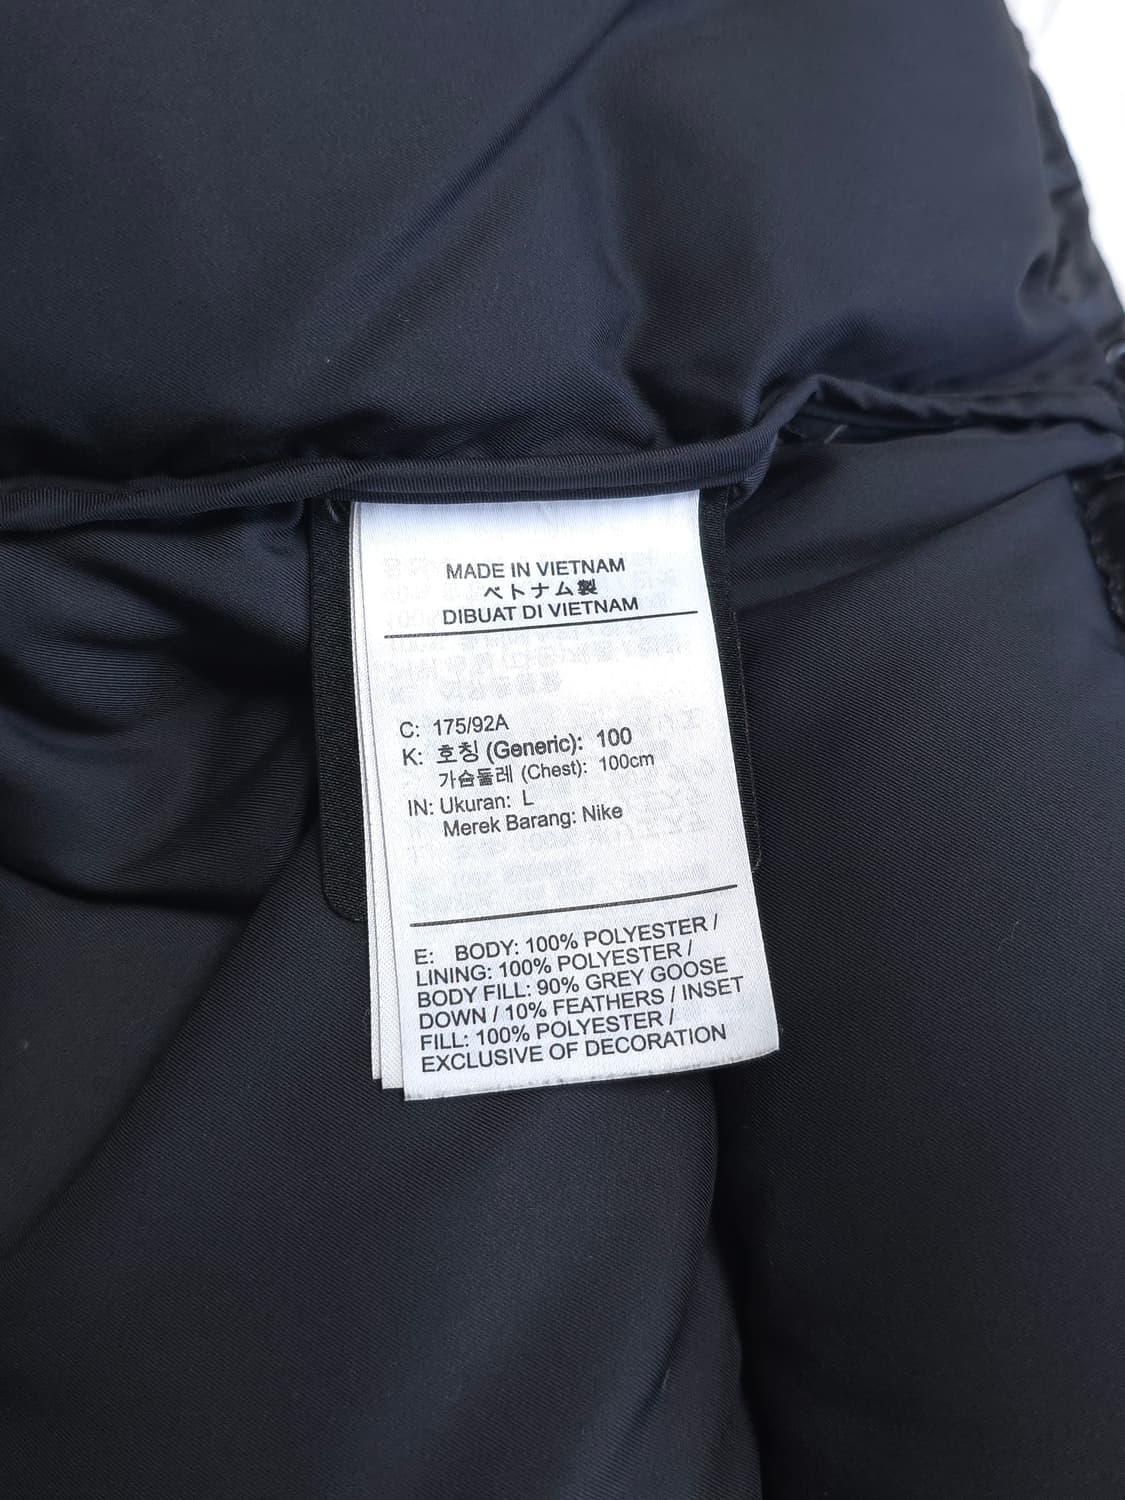 MADE IN VIETNAM
ベトナム製
DIBUAT DI VIETNAM
C: 175/92A
K: 호칭 (Generic): 100
가슴둘레 (Chest): 100cm
IN: Ukuran: L
Merek Barang: Nike
E: BODY: 100% POLYESTER /
LINING: 100% POLYESTER /
BODY FILL: 90% GREY GOOSE
DOWN / 10% FEATHERS / INSET
FILL: 100% POLYESTER /
EXCLUSIVE OF DECORATION